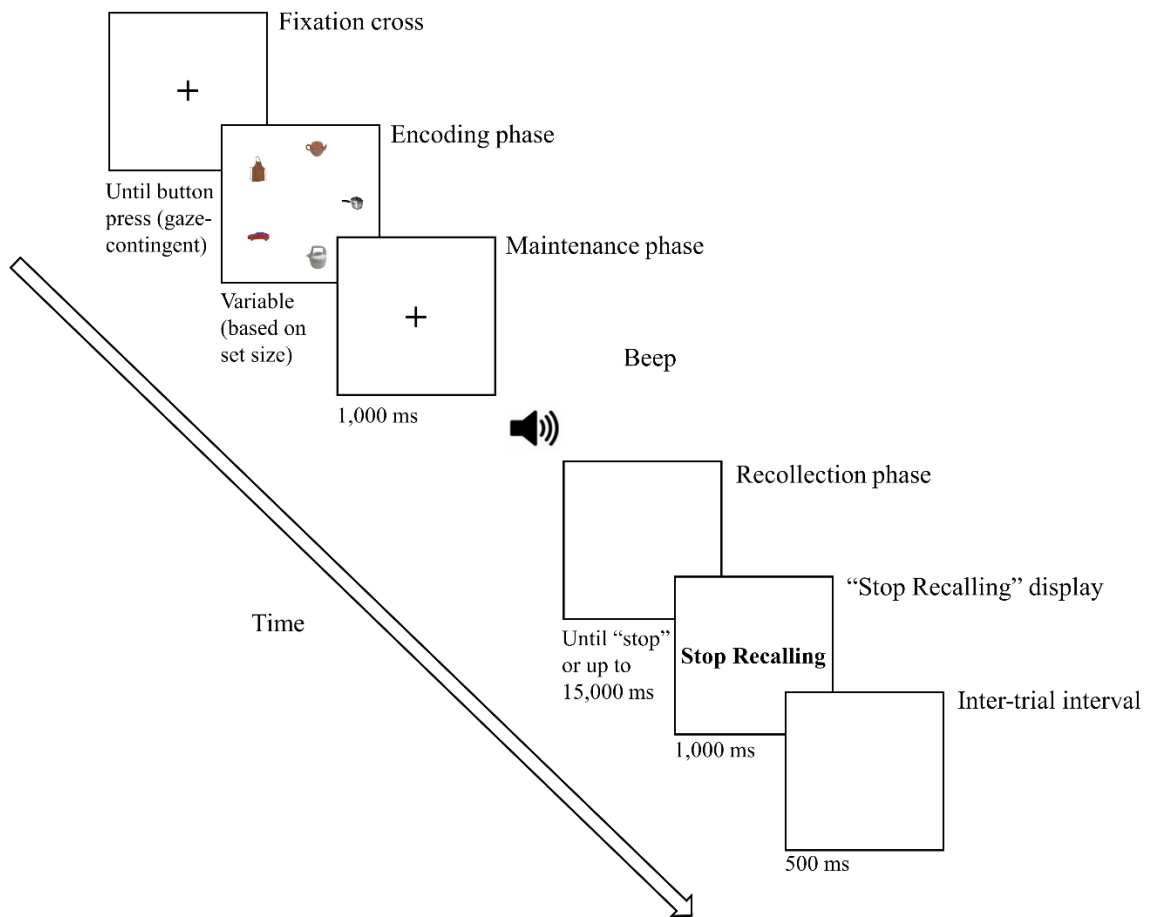 Fixation cross
Until button
press (gaze-
contingent)
Encoding phase
Variable
(based on
set size)
Maintenance phase
1,000 ms
Beep
Recollection phase
Until “stop”
or up to
15,000 ms
“Stop Recalling” display
Stop Recalling
1,000 ms
Inter-trial interval
500 ms
Time